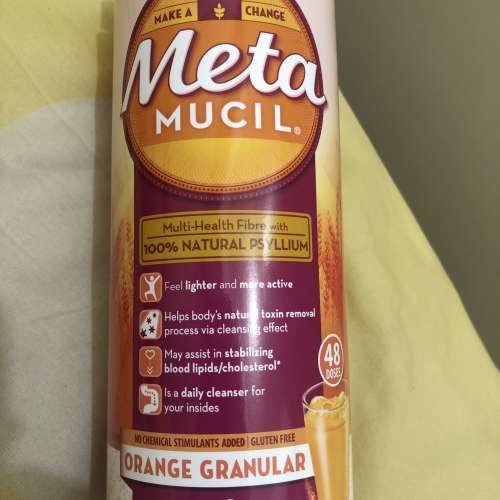 MAKE A CHANGE
Meta
MUCIL®
Multi-Health Fibre with
100% NATURAL PSYLLIUM
Feel lighter and more active
Helps body's natural toxin removal
process via cleansing effect
May assist in stabilizing
blood lipids/cholesterol*
Is a daily cleanser for
your insides
48
DOSES
NO CHEMICAL STIMULANTS ADDED | GLUTEN FREE
ORANGE GRANULAR